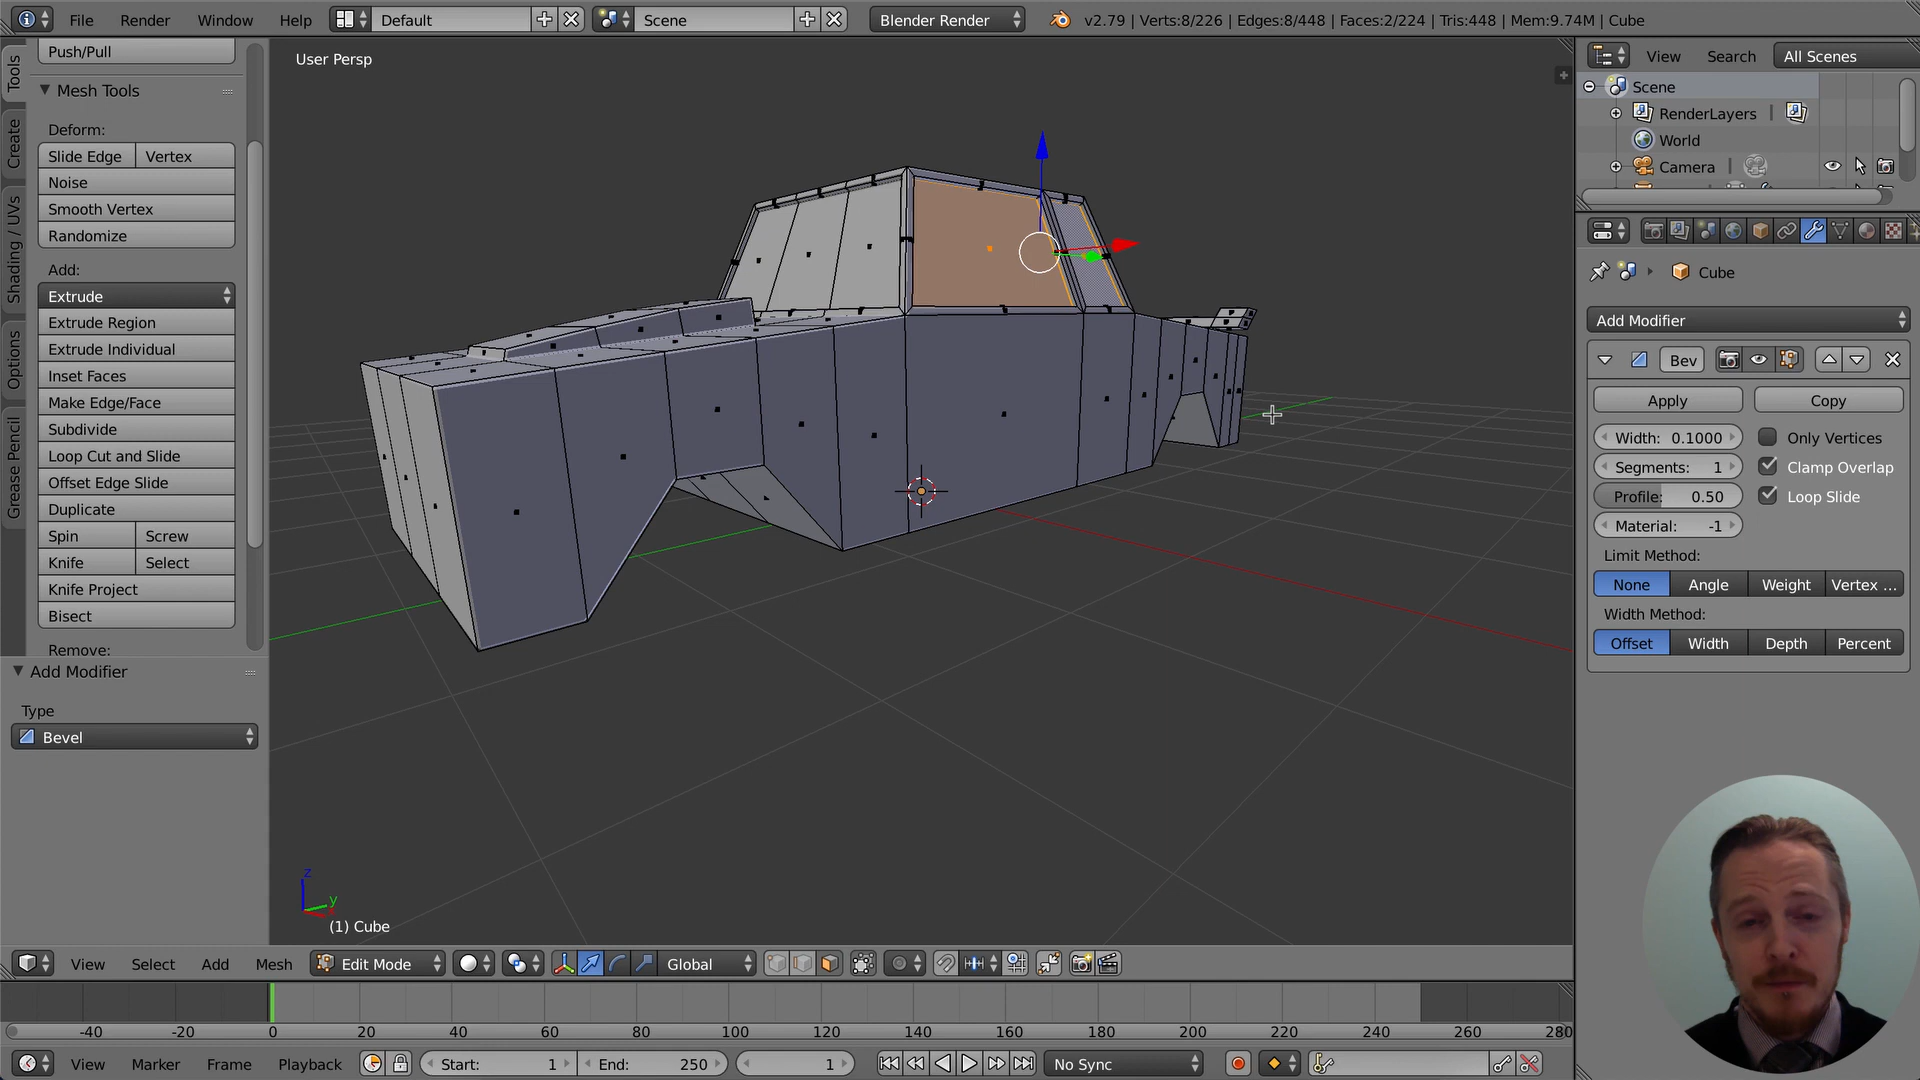 File Render Window Help Default Scene Blender Render v2.79 | Verts:8/226 | Edges:8/448 | Faces:2/224 | Tris:448 | Mem:9.74M | Cube
Push/Pull
Mesh Tools
Deform:
Slide Edge Vertex
Noise
Smooth Vertex
Randomize
Add:
Extrude
Extrude Region
Extrude Individual
Inset Faces
Make Edge/Face
Subdivide
Loop Cut and Slide
Offset Edge Slide
Duplicate
Spin Screw
Knife Select
Knife Project
Bisect
Remove:
Tools
Create
Shading / UVs
Options
Grease Pencil
Add Modifier
Type
Bevel
User Persp
z
y
(1) Cube
View Search All Scenes
Scene
RenderLayers
World
Camera
Cube
Add Modifier
Bev
Apply Copy
Width: 0.1000 Only Vertices
Segments: 1 Clamp Overlap
Profile: 0.50 Loop Slide
Material: -1
Limit Method:
None Angle Weight Vertex ...
Width Method:
Offset Width Depth Percent
View Select Add Mesh Edit Mode Global
-40 -20 0 20 40 60 80 100 120 140 160 180 200 220 240 260 280
View Marker Frame Playback Start: 1 End: 250 1 No Sync